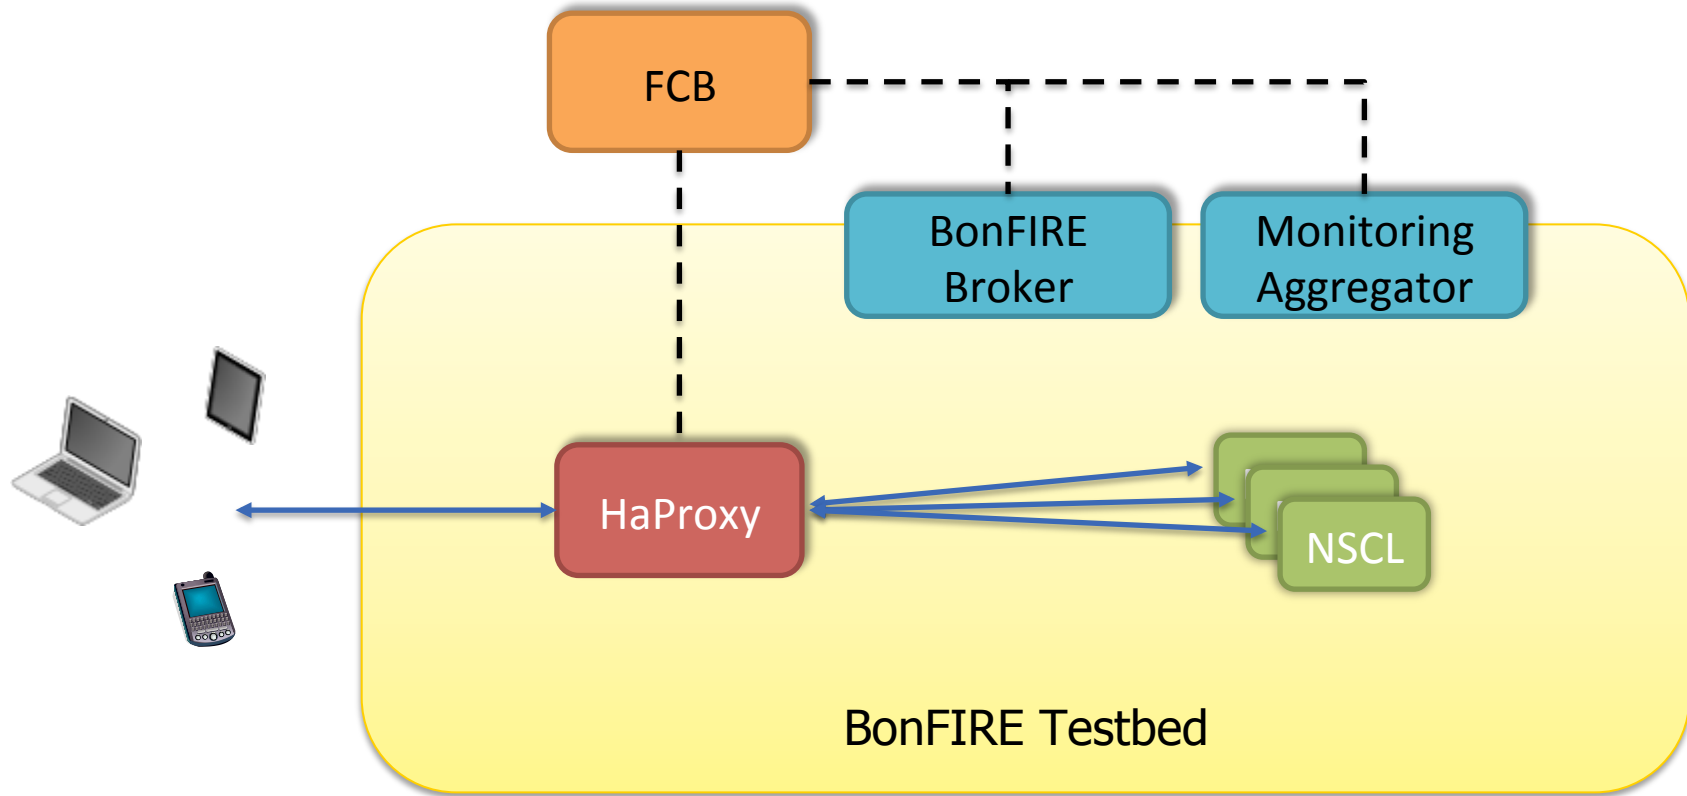 FCB
BonFIRE
Broker
Monitoring
Aggregator
HaProxy
NSCL
BonFIRE Testbed